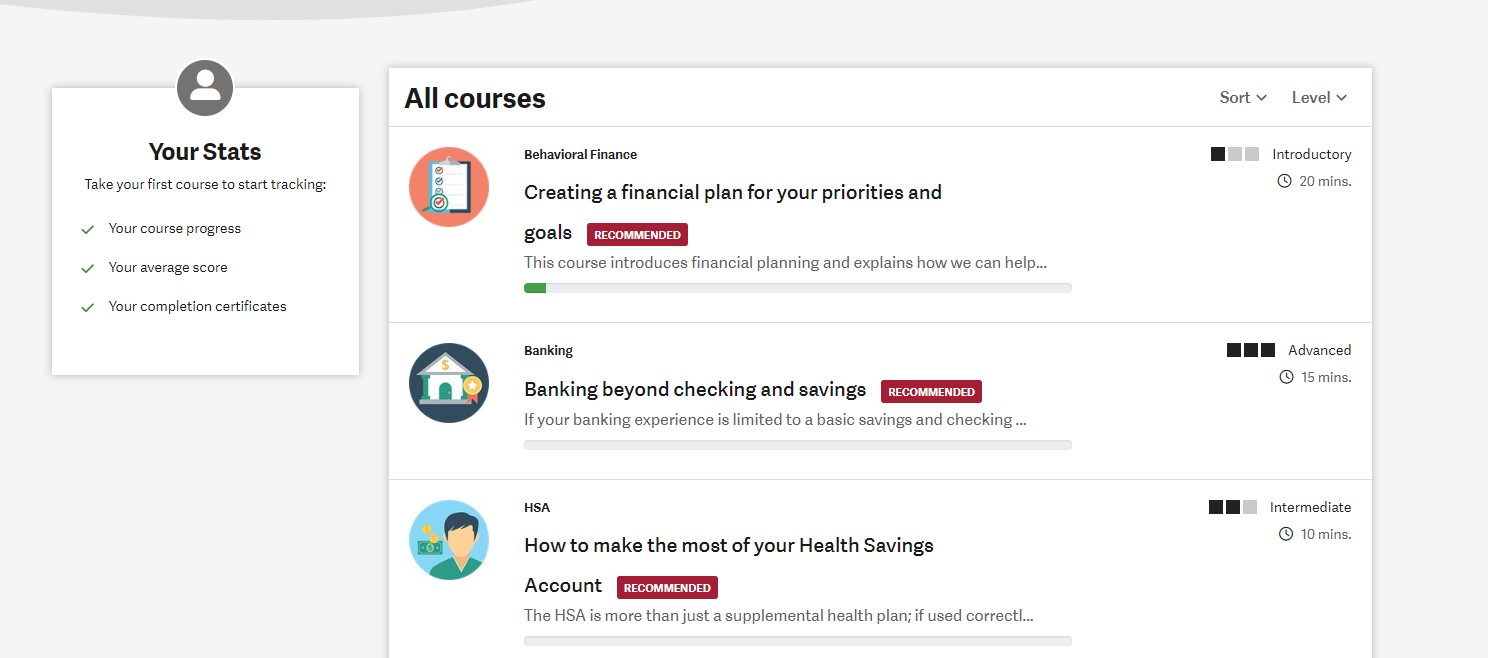 Your Stats
Take your first course to start tracking:
Your course progress
Your average score
Your completion certificates
All courses
Sort
Level
Behavioral Finance
Introductory
20 mins.
Creating a financial plan for your priorities and
goals RECOMMENDED
This course introduces financial planning and explains how we can help...
Banking
Advanced
15 mins.
Banking beyond checking and savings RECOMMENDED
If your banking experience is limited to a basic savings and checking ...
HSA
Intermediate
10 mins.
How to make the most of your Health Savings
Account RECOMMENDED
The HSA is more than just a supplemental health plan; if used correctl...